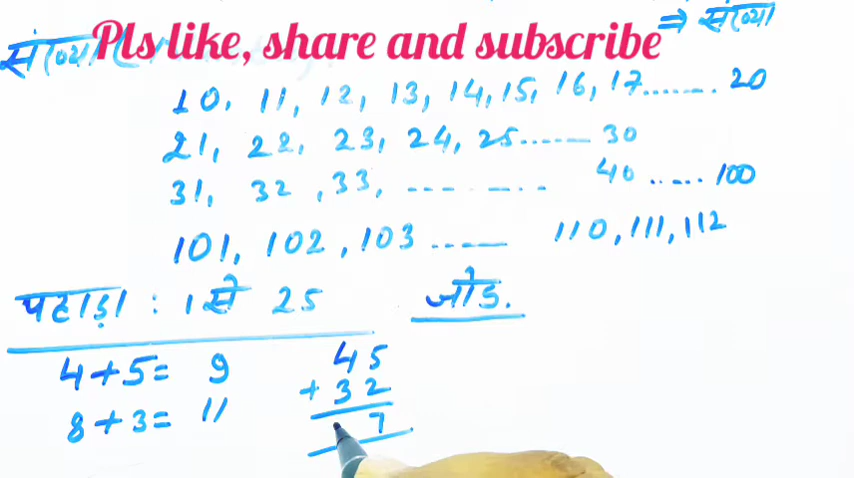 Pls like, share and subscribe
⇒ संख्या
संख्या
10, 11, 12, 13, 14, 15, 16, 17....... 20
21, 22, 23, 24, 25...... 30
31, 32, 33, ........ 40 ..... 100
101, 102, 103 ...... 110, 111, 112
पहाड़ा : 1 से 25
जोड़.
4+5= 9
8+3= 11
45
+ 32
7